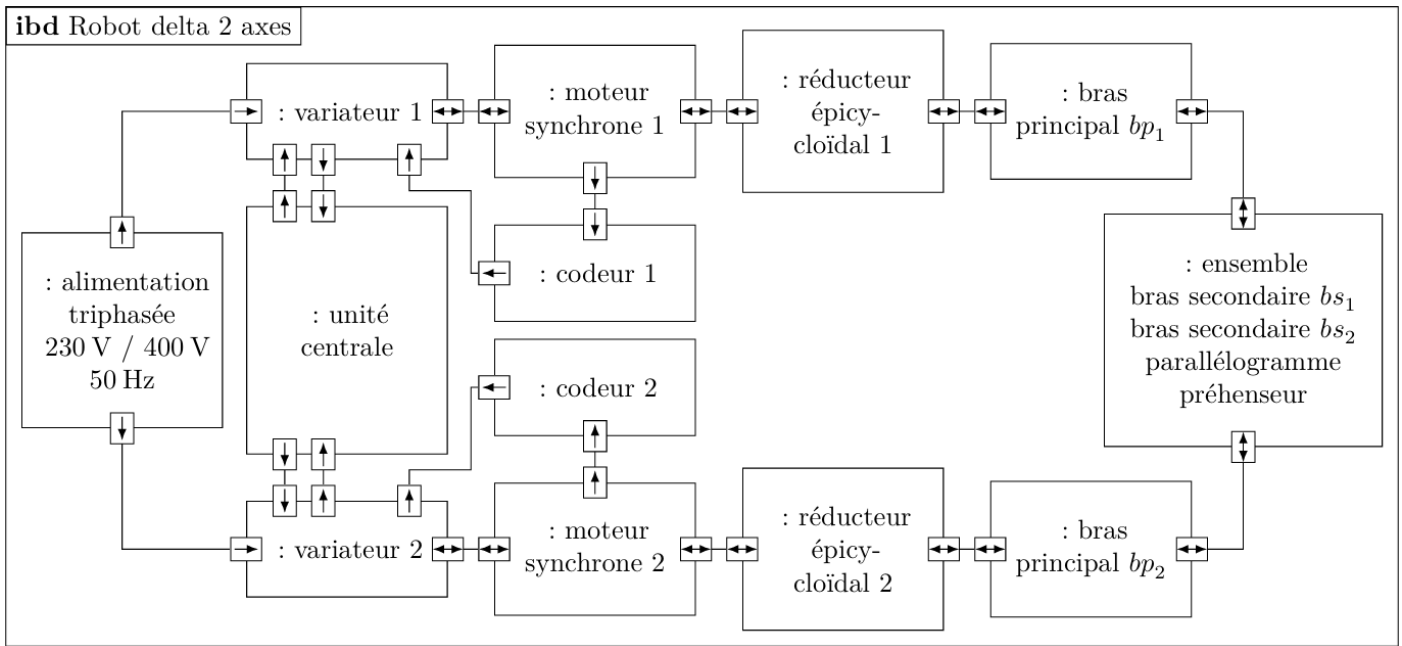 ibd Robot delta 2 axes
: variateur 1
: moteur
synchrone 1
: réducteur
épicy-
cloïdal 1
: bras
principal bp₁
: alimentation
triphasée
230 V / 400 V
50 Hz
: unité
centrale
: codeur 1
: codeur 2
: ensemble
bras secondaire bs₁
bras secondaire bs₂
parallélogramme
préhenseur
: variateur 2
: moteur
synchrone 2
: réducteur
épicy-
cloïdal 2
: bras
principal bp₂